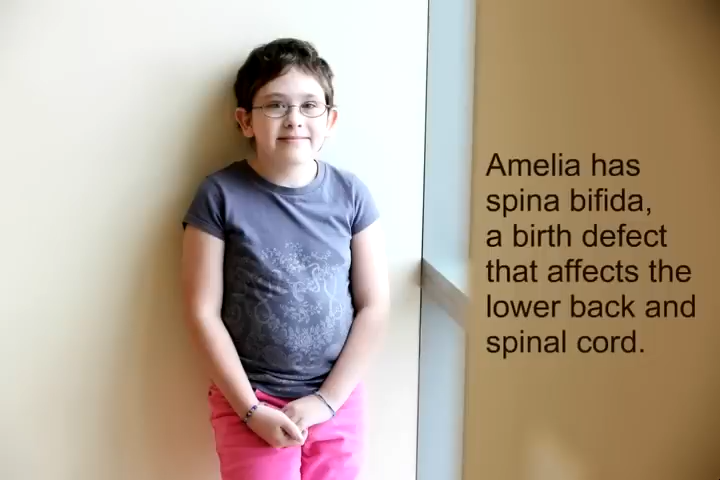 Amelia has
spina bifida,
a birth defect
that affects the
lower back and
spinal cord.